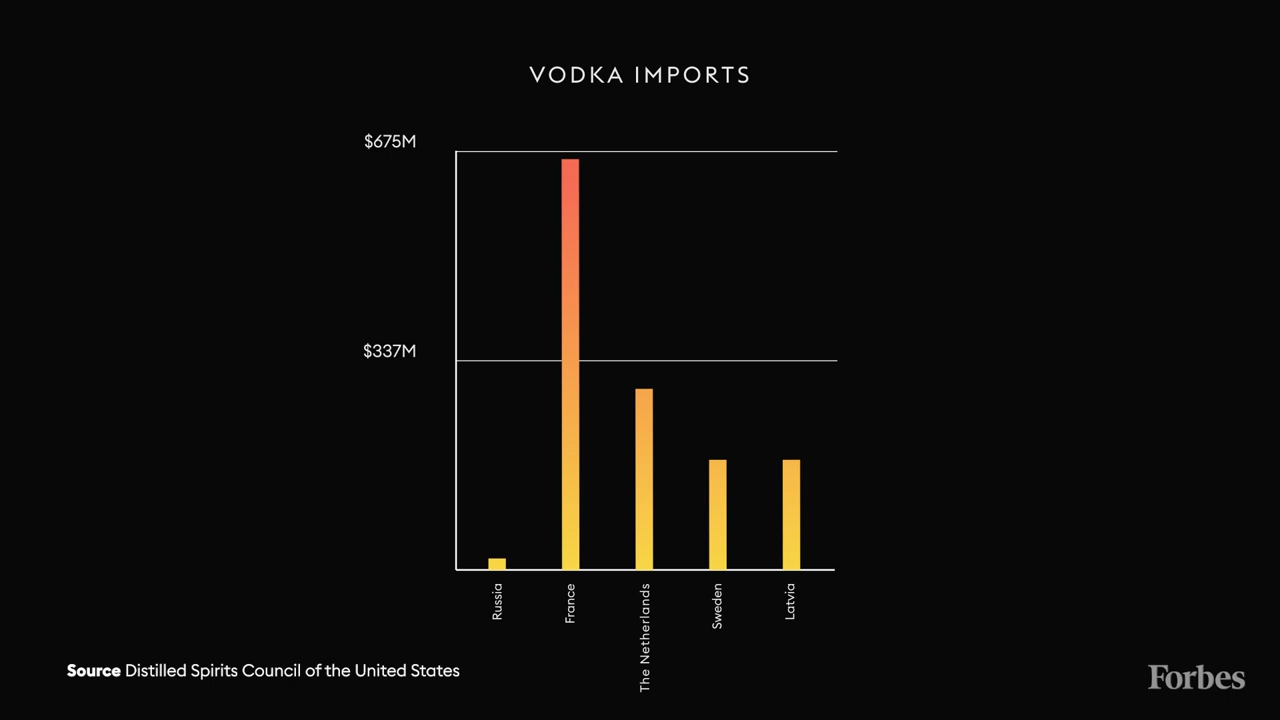 VODKA IMPORTS
$675M
$337M
Russia
France
The Netherlands
Sweden
Latvia
Source Distilled Spirits Council of the United States
Forbes